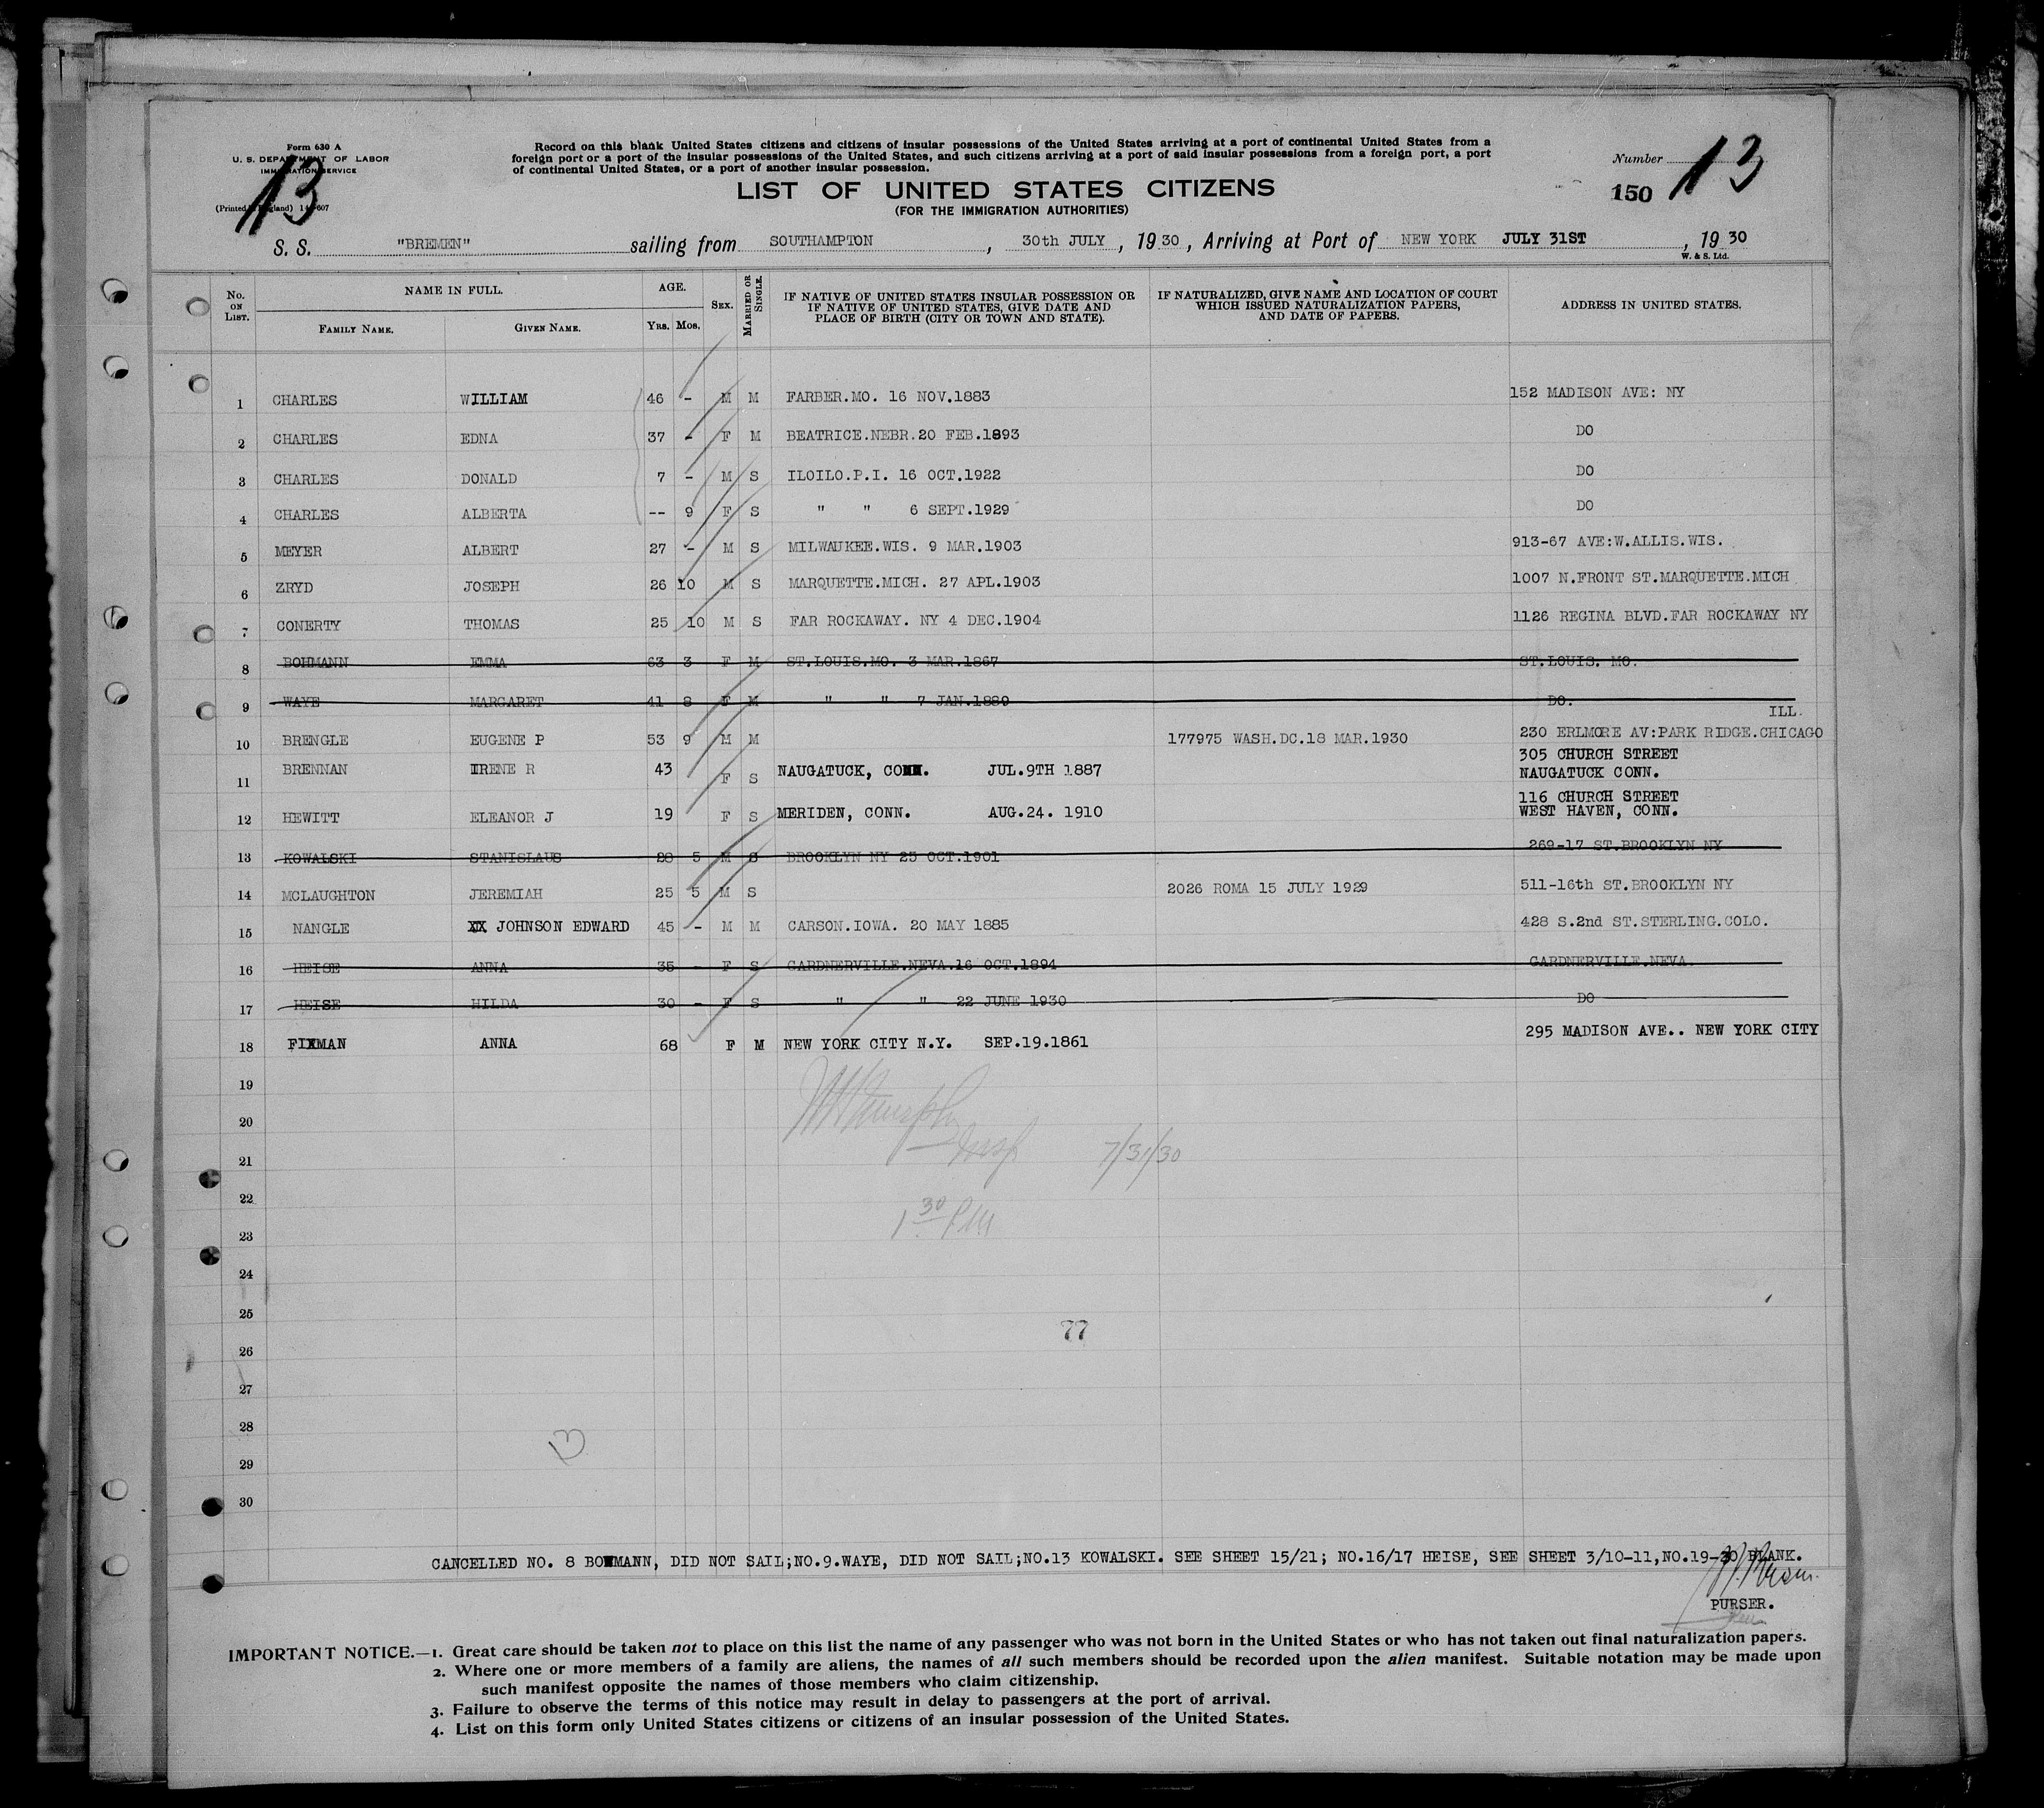 Form 630 A
U. S. DEPARTMENT OF LABOR
IMMIGRATION SERVICE
(Printed in England) 14-607
13
Record on this blank United States citizens and citizens of insular possessions of the United States arriving at a port of continental United States from a
foreign port or a port of the insular possessions of the United States, and such citizens arriving at a port of said insular possessions from a foreign port, a port
of continental United States, or a port of another insular possession.
LIST OF UNITED STATES CITIZENS
(FOR THE IMMIGRATION AUTHORITIES)
Number 13
150
S. S. "BREMEN" sailing from SOUTHAMPTON, 30th JULY, 1930, Arriving at Port of NEW YORK JULY 31ST, 1930
W. & S. Ltd.
No. ON LIST. NAME IN FULL. FAMILY NAME. GIVEN NAME. AGE. YRS. MOS. SEX. MARRIED OR SINGLE. IF NATIVE OF UNITED STATES INSULAR POSSESSION OR IF NATIVE OF UNITED STATES, GIVE DATE AND PLACE OF BIRTH (CITY OR TOWN AND STATE). IF NATURALIZED, GIVE NAME AND LOCATION OF COURT WHICH ISSUED NATURALIZATION PAPERS, AND DATE OF PAPERS. ADDRESS IN UNITED STATES.
1 CHARLES WILLIAM 46 - M M FARBER.MO. 16 NOV.1883 152 MADISON AVE: NY
2 CHARLES EDNA 37 - F M BEATRICE.NEBR.20 FEB.1893 DO
3 CHARLES DONALD 7 - M S ILOILO.P.I. 16 OCT.1922 DO
4 CHARLES ALBERTA -- 9 F S " " 6 SEPT.1929 DO
5 MEYER ALBERT 27 - M S MILWAUKEE.WIS. 9 MAR.1903 913-67 AVE:W.ALLIS.WIS.
6 ZRYD JOSEPH 26 10 M S MARQUETTE.MICH. 27 APL.1903 1007 N.FRONT ST.MARQUETTE.MICH
7 CONERTY THOMAS 25 10 M S FAR ROCKAWAY. NY 4 DEC.1904 1126 REGINA BLVD.FAR ROCKAWAY NY
8 BOHMANN EMMA 63 3 F M ST.LOUIS.MO. 3 MAR.1867 ST.LOUIS. MO.
9 WAYE MARGARET 41 8 F M " " 7 JAN.1889 DO.
ILL.
10 BRENGLE EUGENE P 53 9 M M 177975 WASH.DC.18 MAR.1930 230 ERLMORE AV:PARK RIDGE.CHICAGO
11 BRENNAN IRENE R 43 F S NAUGATUCK, CONN. JUL.9TH 1887 305 CHURCH STREET
NAUGATUCK CONN.
12 HEWITT ELEANOR J 19 F S MERIDEN, CONN. AUG.24. 1910 116 CHURCH STREET
WEST HAVEN, CONN.
13 KOWALSKI STANISLAUS 28 5 M S BROOKLYN NY 25 OCT.1901 269-17 ST.BROOKLYN NY
14 MCLAUGHTON JEREMIAH 25 5 M S 2026 ROMA 15 JULY 1929 511-16th ST.BROOKLYN NY
15 NANGLE XX JOHNSON EDWARD 45 - M M CARSON.IOWA. 20 MAY 1885 428 S.2nd ST.STERLING.COLO.
16 HEISE ANNA 35 - F S GARDNERVILLE.NEVA.16 OCT.1894 GARDNERVILLE.NEVA.
17 HEISE HILDA 30 - F S " " 22 JUNE 1930 DO
18 FIXMAN ANNA 68 F M NEW YORK CITY N.Y. SEP.19.1861 295 MADISON AVE.. NEW YORK CITY
19
20
21 Insp 7/31/30
22
23 1 30 PM
24
25
26 77
27
28
29 13
30
CANCELLED NO. 8 BOHMANN, DID NOT SAIL;NO.9.WAYE, DID NOT SAIL;NO.13 KOWALSKI. SEE SHEET 15/21; NO.16/17 HEISE, SEE SHEET 3/10-11,NO.19-30 BLANK.
PURSER.
IMPORTANT NOTICE.—1. Great care should be taken not to place on this list the name of any passenger who was not born in the United States or who has not taken out final naturalization papers.
2. Where one or more members of a family are aliens, the names of all such members should be recorded upon the alien manifest. Suitable notation may be made upon
such manifest opposite the names of those members who claim citizenship.
3. Failure to observe the terms of this notice may result in delay to passengers at the port of arrival.
4. List on this form only United States citizens or citizens of an insular possession of the United States.